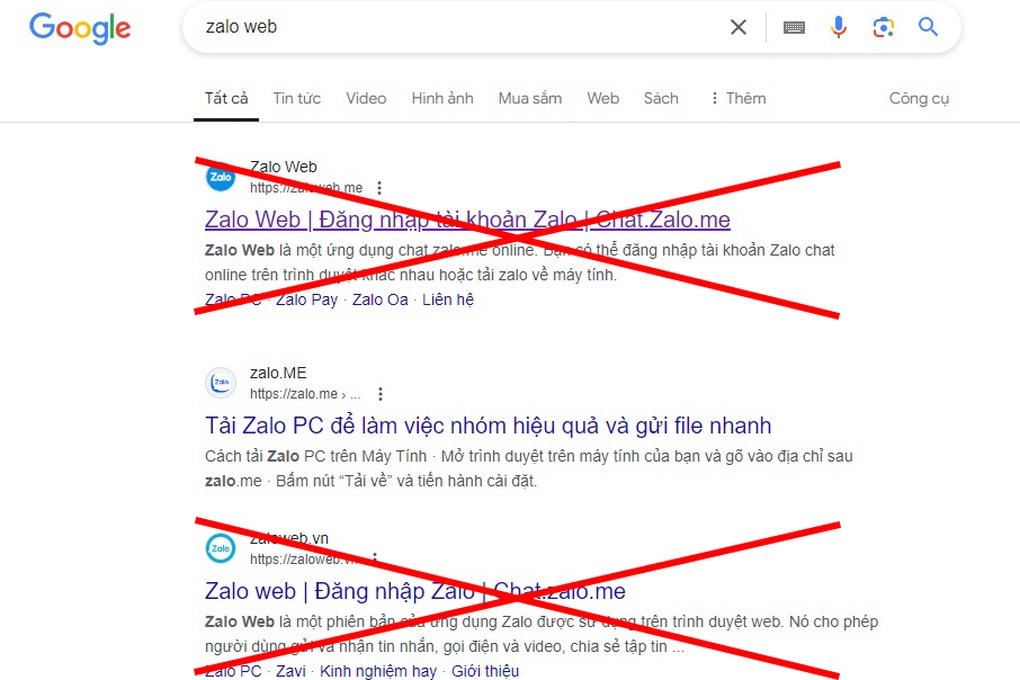 Google
zalo web
Tất cả Tin tức Video Hình ảnh Mua sắm Web Sách Thêm Công cụ
Zalo
Zalo Web
https://zaloweb.me
Zalo Web | Đăng nhập tài khoản Zalo | Chat.Zalo.me
Zalo Web là một ứng dụng chat zalo.me online. Bạn có thể đăng nhập tài khoản Zalo chat
online trên trình duyệt khác nhau hoặc tải zalo về máy tính.
Zalo PC · Zalo Pay · Zalo Oa · Liên hệ
Zalo
zalo.ME
https://zalo.me › ...
Tải Zalo PC để làm việc nhóm hiệu quả và gửi file nhanh
Cách tải Zalo PC trên Máy Tính · Mở trình duyệt trên máy tính của bạn và gõ vào địa chỉ sau
zalo.me · Bấm nút “Tải về” và tiến hành cài đặt.
Zalo
zaloweb.vn
https://zaloweb.vn
Zalo web | Đăng nhập Zalo | Chat.zalo.me
Zalo Web là một phiên bản của ứng dụng Zalo được sử dụng trên trình duyệt web. Nó cho phép
người dùng gửi và nhận tin nhắn, gọi điện và video, chia sẻ tập tin ...
Zalo PC · Zavi · Kinh nghiệm hay · Giới thiệu